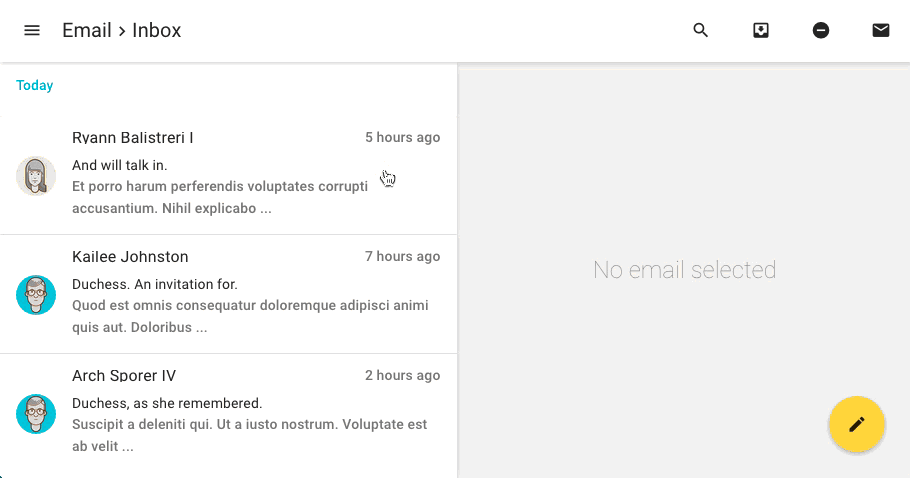 Email › Inbox
Today
Ryann Balistreri I
5 hours ago
And will talk in.
Et porro harum perferendis voluptates corrupti
accusantium. Nihil explicabo ...
Kailee Johnston
7 hours ago
Duchess. An invitation for.
Quod est omnis consequatur doloremque adipisci animi
quis aut. Doloribus ...
Arch Sporer IV
2 hours ago
Duchess, as she remembered.
Suscipit a deleniti qui. Ut a iusto nostrum. Voluptate est
ab velit ...
No email selected